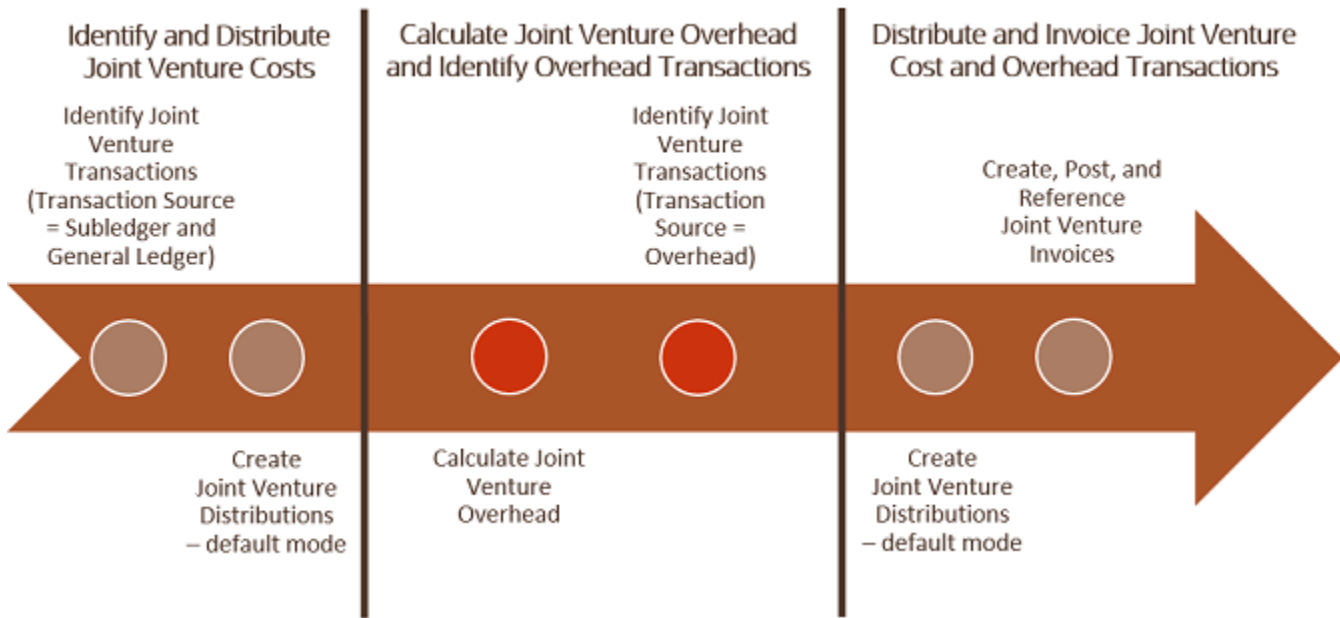 Identify and Distribute
Joint Venture Costs
Identify Joint
Venture
Transactions
(Transaction Source
= Subledger and
General Ledger)
Create
Joint Venture
Distributions
– default mode
Calculate Joint Venture Overhead
and Identify Overhead Transactions
Calculate Joint
Venture
Overhead
Identify Joint
Venture
Transactions
(Transaction
Source =
Overhead)
Distribute and Invoice Joint Venture
Cost and Overhead Transactions
Create
Joint Venture
Distributions
– default mode
Create, Post, and
Reference
Joint Venture
Invoices